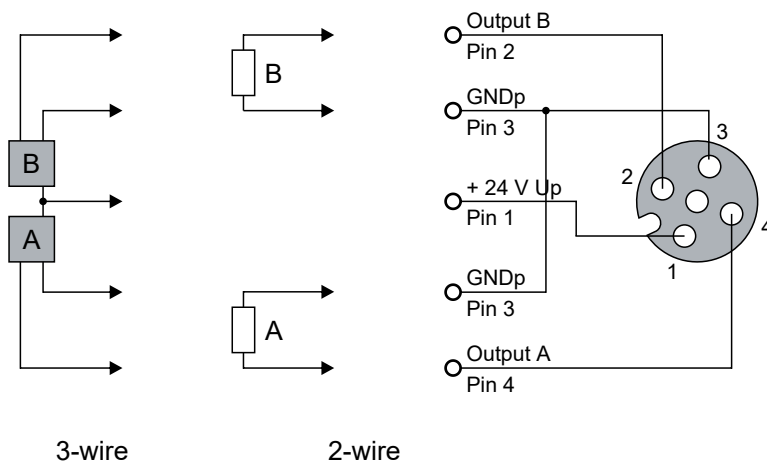 Output B
Pin 2
B
GNDp
Pin 3
3
B
2
+ 24 V Up
Pin 1
4
A
1
GNDp
Pin 3
A
Output A
Pin 4
3-wire
2-wire